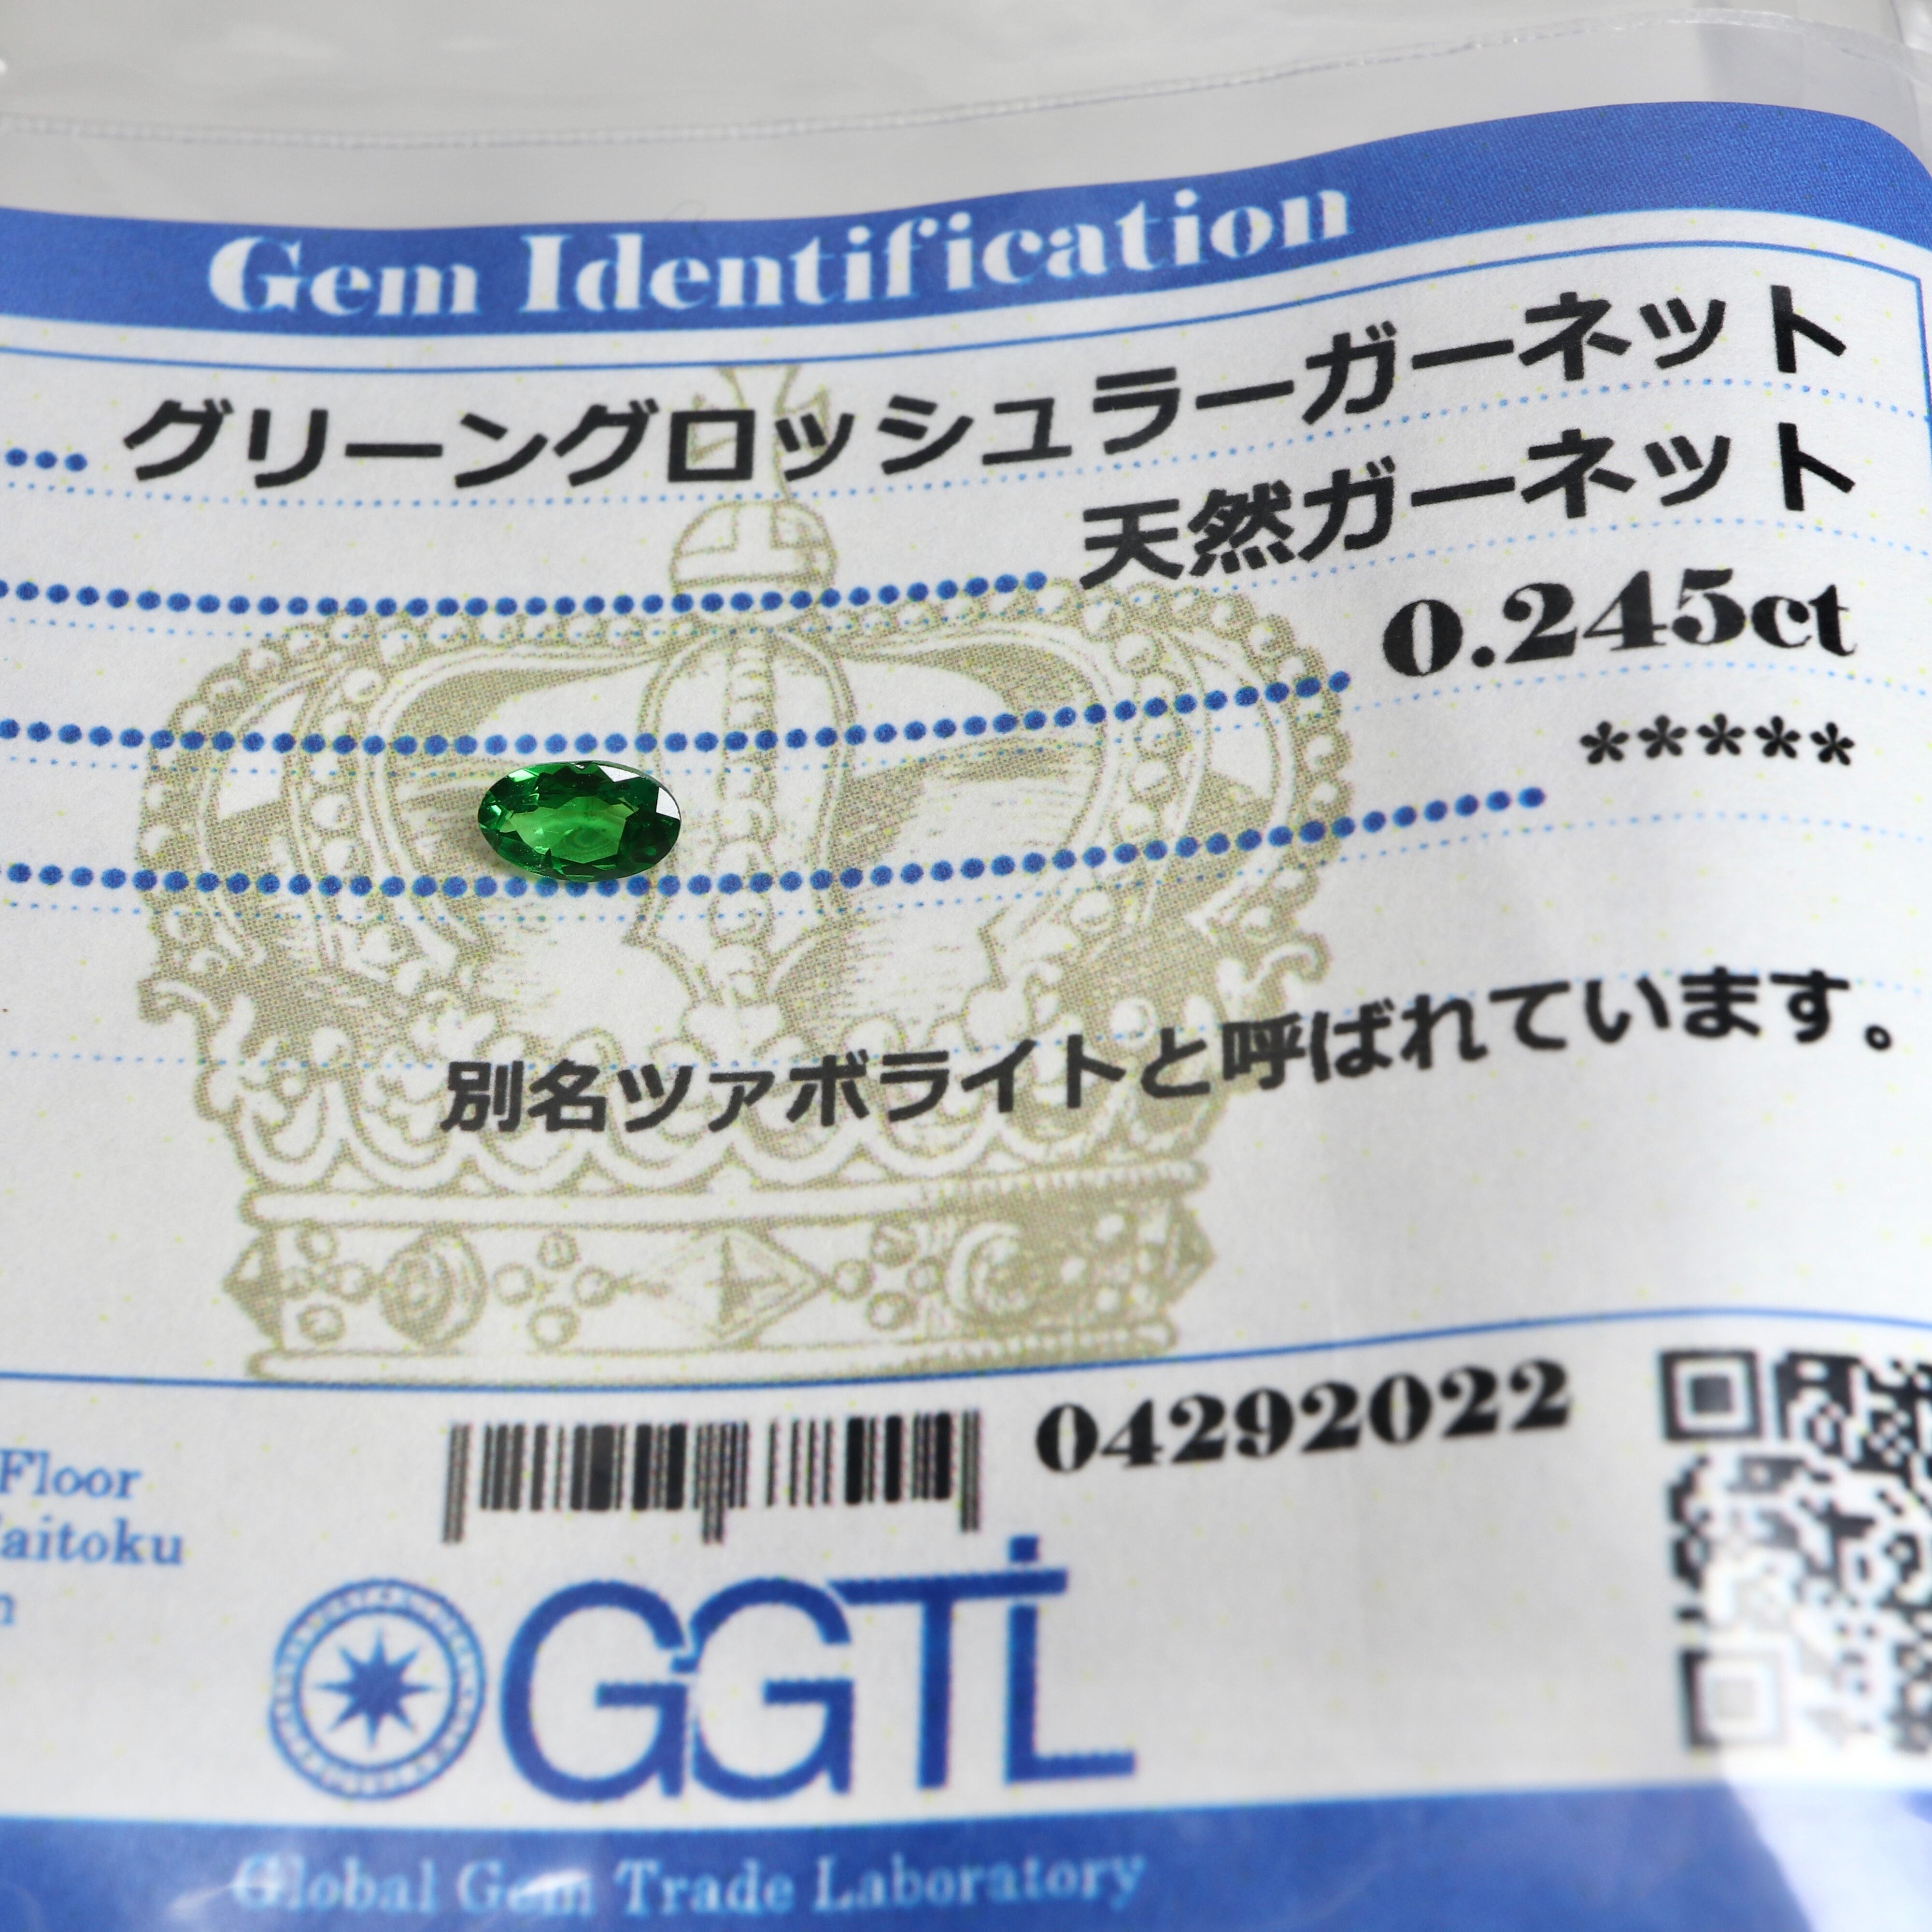 Gem Identification
グリーングロッシュラーガーネット
天然ガーネット
0.245ct
*****
別名ツァボライトと呼ばれています。
04292022
Floor
aitoku
GGTL
Global Gem Trade Laboratory